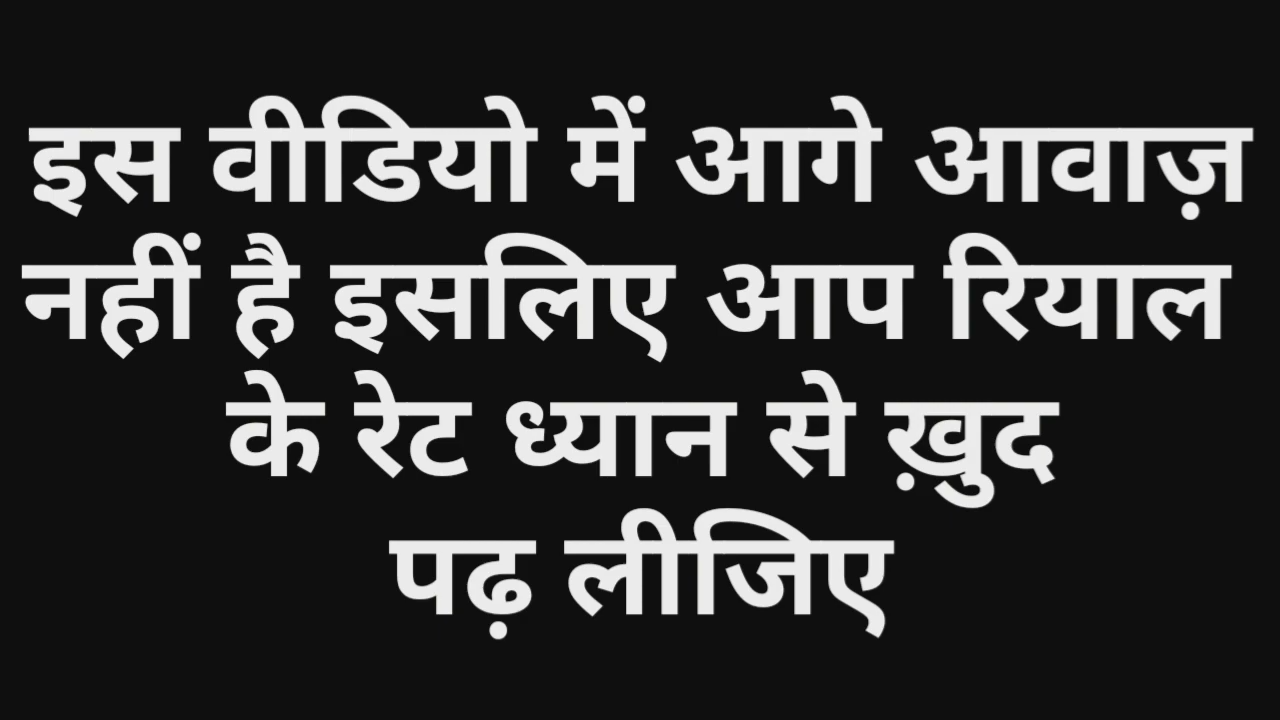 इस वीडियो में आगे आवाज़
नहीं है इसलिए आप रियाल
के रेट ध्यान से ख़ुद
पढ़ लीजिए